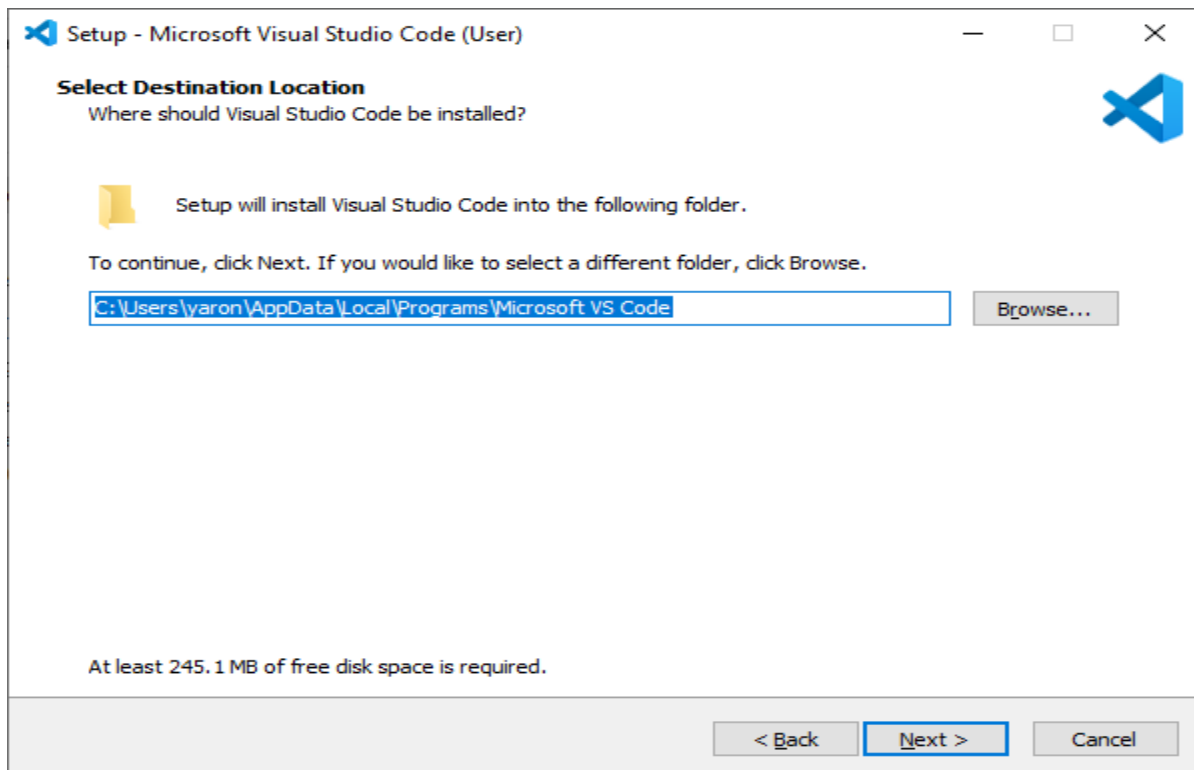 Setup - Microsoft Visual Studio Code (User)
Select Destination Location
Where should Visual Studio Code be installed?
Setup will install Visual Studio Code into the following folder.
To continue, click Next. If you would like to select a different folder, click Browse.
C:\Users\yaron\AppData\Local\Programs\Microsoft VS Code
Browse...
At least 245.1 MB of free disk space is required.
< Back
Next >
Cancel